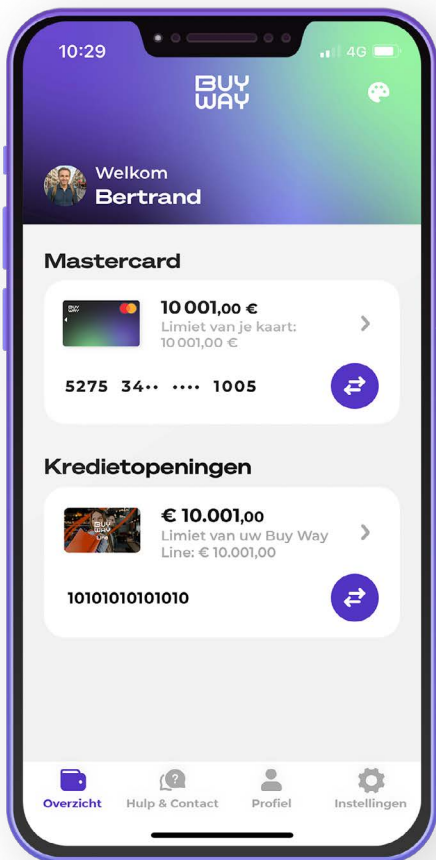 10:29
4G
BUY
WAY
Welkom
Bertrand
Mastercard
10 001,00 €
Limiet van je kaart:
10 001,00 €
5275 34•• •••• 1005
Kredietopeningen
€ 10.001,00
Limiet van uw Buy Way
Line: € 10.001,00
10101010101010
Overzicht
Hulp & Contact
Profiel
Instellingen